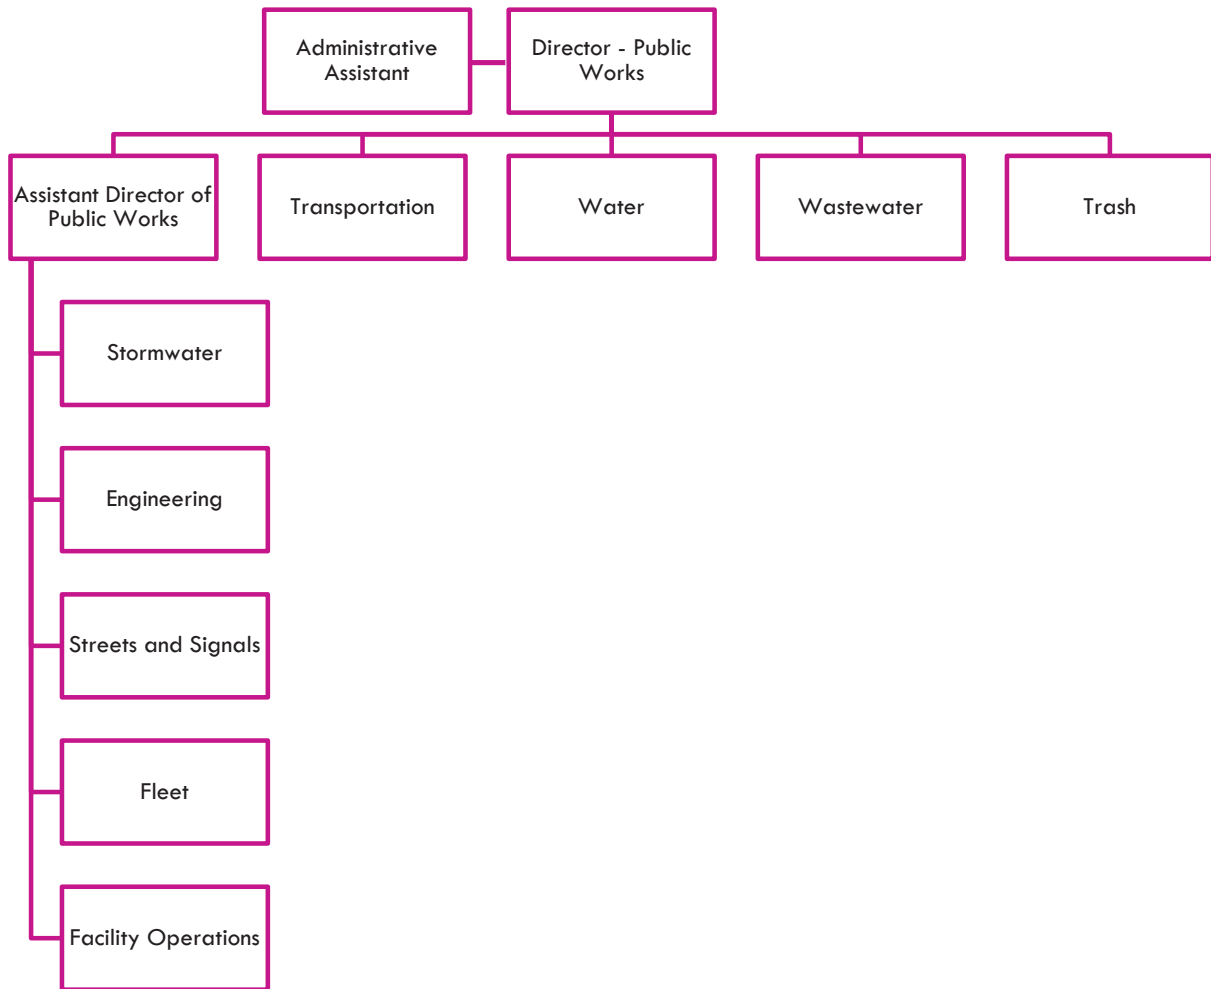 Administrative
Assistant
Director - Public
Works
Assistant Director of
Public Works
Transportation
Water
Wastewater
Trash
Stormwater
Engineering
Streets and Signals
Fleet
Facility Operations